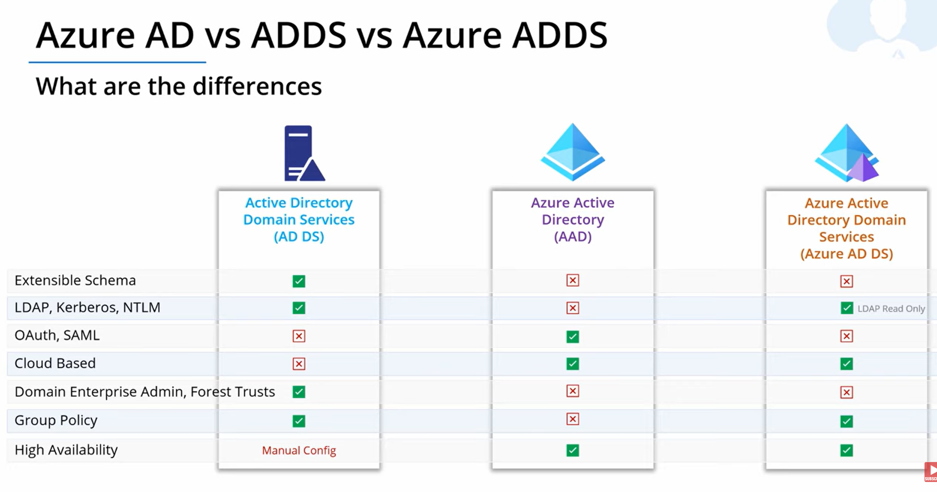 Azure AD vs ADDS vs Azure ADDS
What are the differences
Active Directory
Domain Services
(AD DS)
Azure Active
Directory
(AAD)
Azure Active
Directory Domain
Services
(Azure AD DS)
Extensible Schema
LDAP, Kerberos, NTLM
LDAP Read Only
OAuth, SAML
Cloud Based
Domain Enterprise Admin, Forest Trusts
Group Policy
High Availability
Manual Config